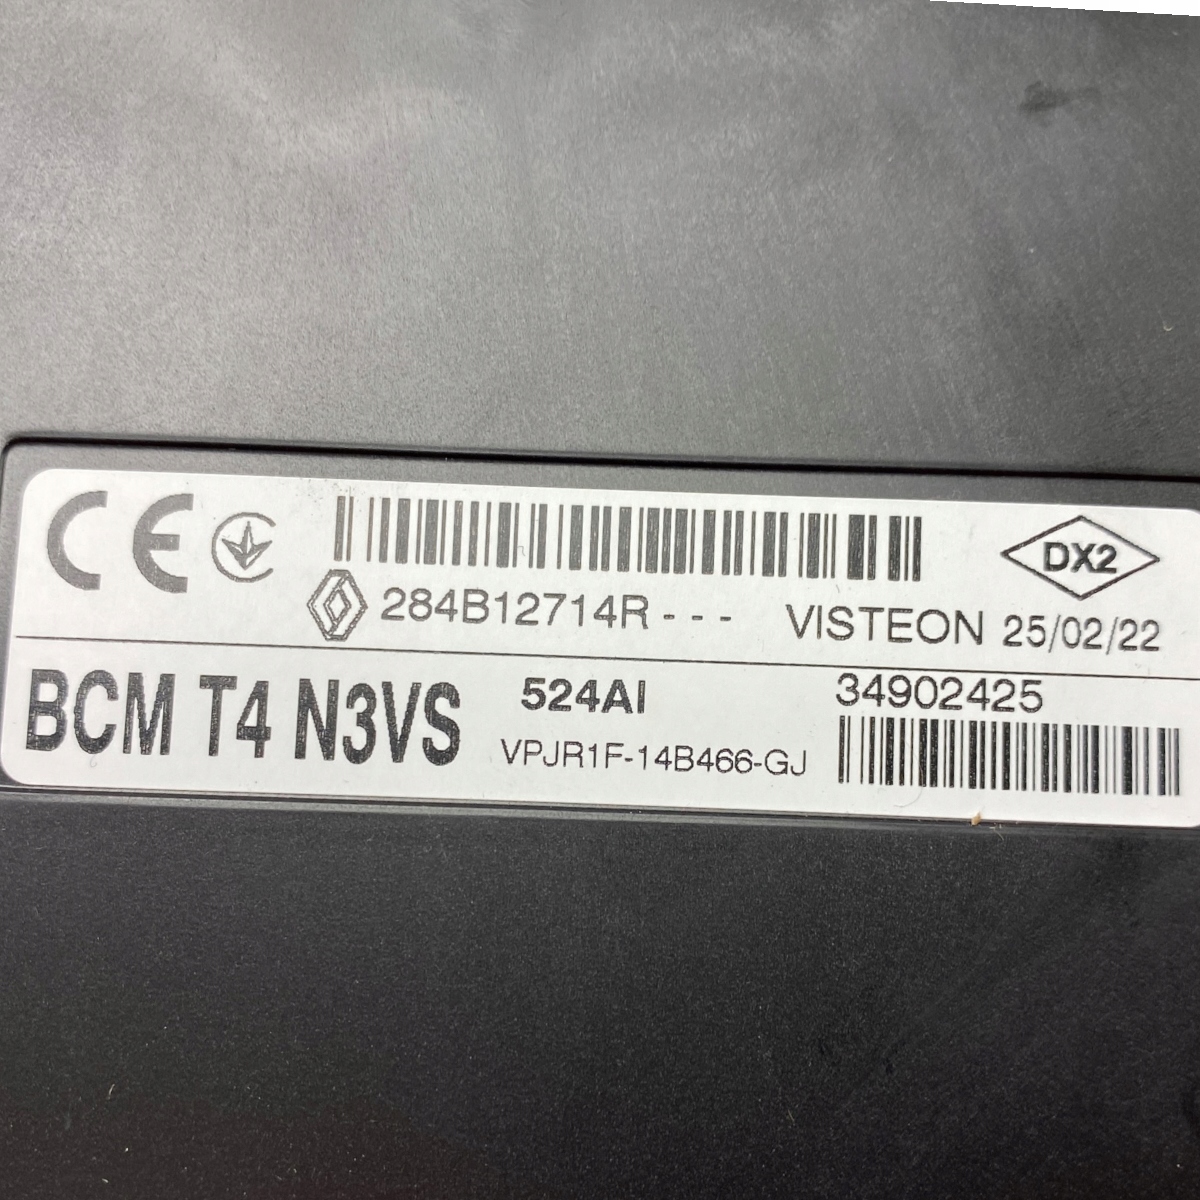 CE
DX2
284B12714R - - -
VISTEON 25/02/22
BCM T4 N3VS
524AI
34902425
VPJR1F-14B466-GJ